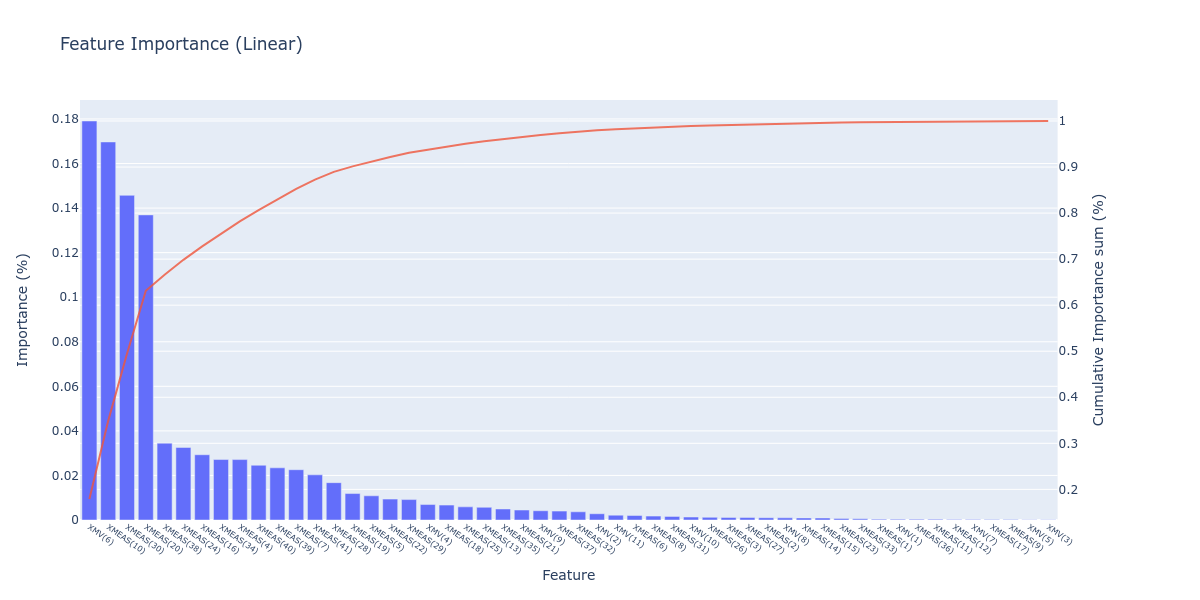 Feature Importance (Linear)
0.18
0.16
0.14
0.12
0.1
0.08
0.06
0.04
0.02
0
Importance (%)
1
0.9
0.8
0.7
0.6
0.5
0.4
0.3
0.2
Cumulative Importance sum (%)
XMV(6)
XMEAS(10)
XMEAS(30)
XMEAS(20)
XMEAS(38)
XMEAS(24)
XMEAS(16)
XMEAS(34)
XMEAS(4)
XMEAS(40)
XMEAS(39)
XMEAS(7)
XMEAS(41)
XMEAS(28)
XMEAS(19)
XMEAS(5)
XMEAS(22)
XMV(4)
XMEAS(29)
XMEAS(18)
XMEAS(25)
XMEAS(13)
XMEAS(35)
XMV(9)
XMEAS(21)
XMEAS(37)
XMV(2)
XMEAS(32)
XMV(11)
XMEAS(6)
XMEAS(8)
XMEAS(31)
XMV(10)
XMEAS(26)
XMEAS(3)
XMEAS(27)
XMEAS(2)
XMV(8)
XMEAS(14)
XMEAS(15)
XMEAS(23)
XMEAS(33)
XMEAS(1)
XMV(1)
XMEAS(36)
XMEAS(11)
XMEAS(12)
XMV(7)
XMEAS(17)
XMEAS(9)
XMV(5)
XMV(3)
Feature